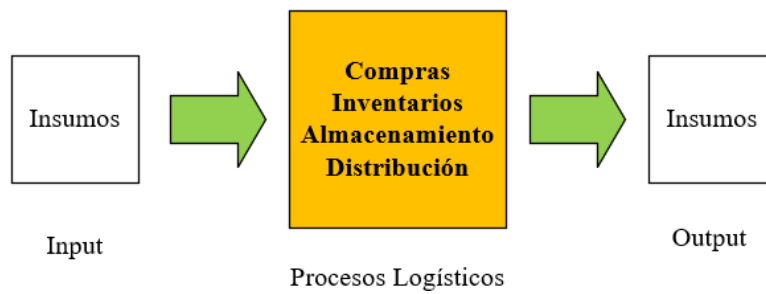 Insumos
Compras
Inventarios
Almacenamiento
Distribución
Insumos
Input
Procesos Logísticos
Output